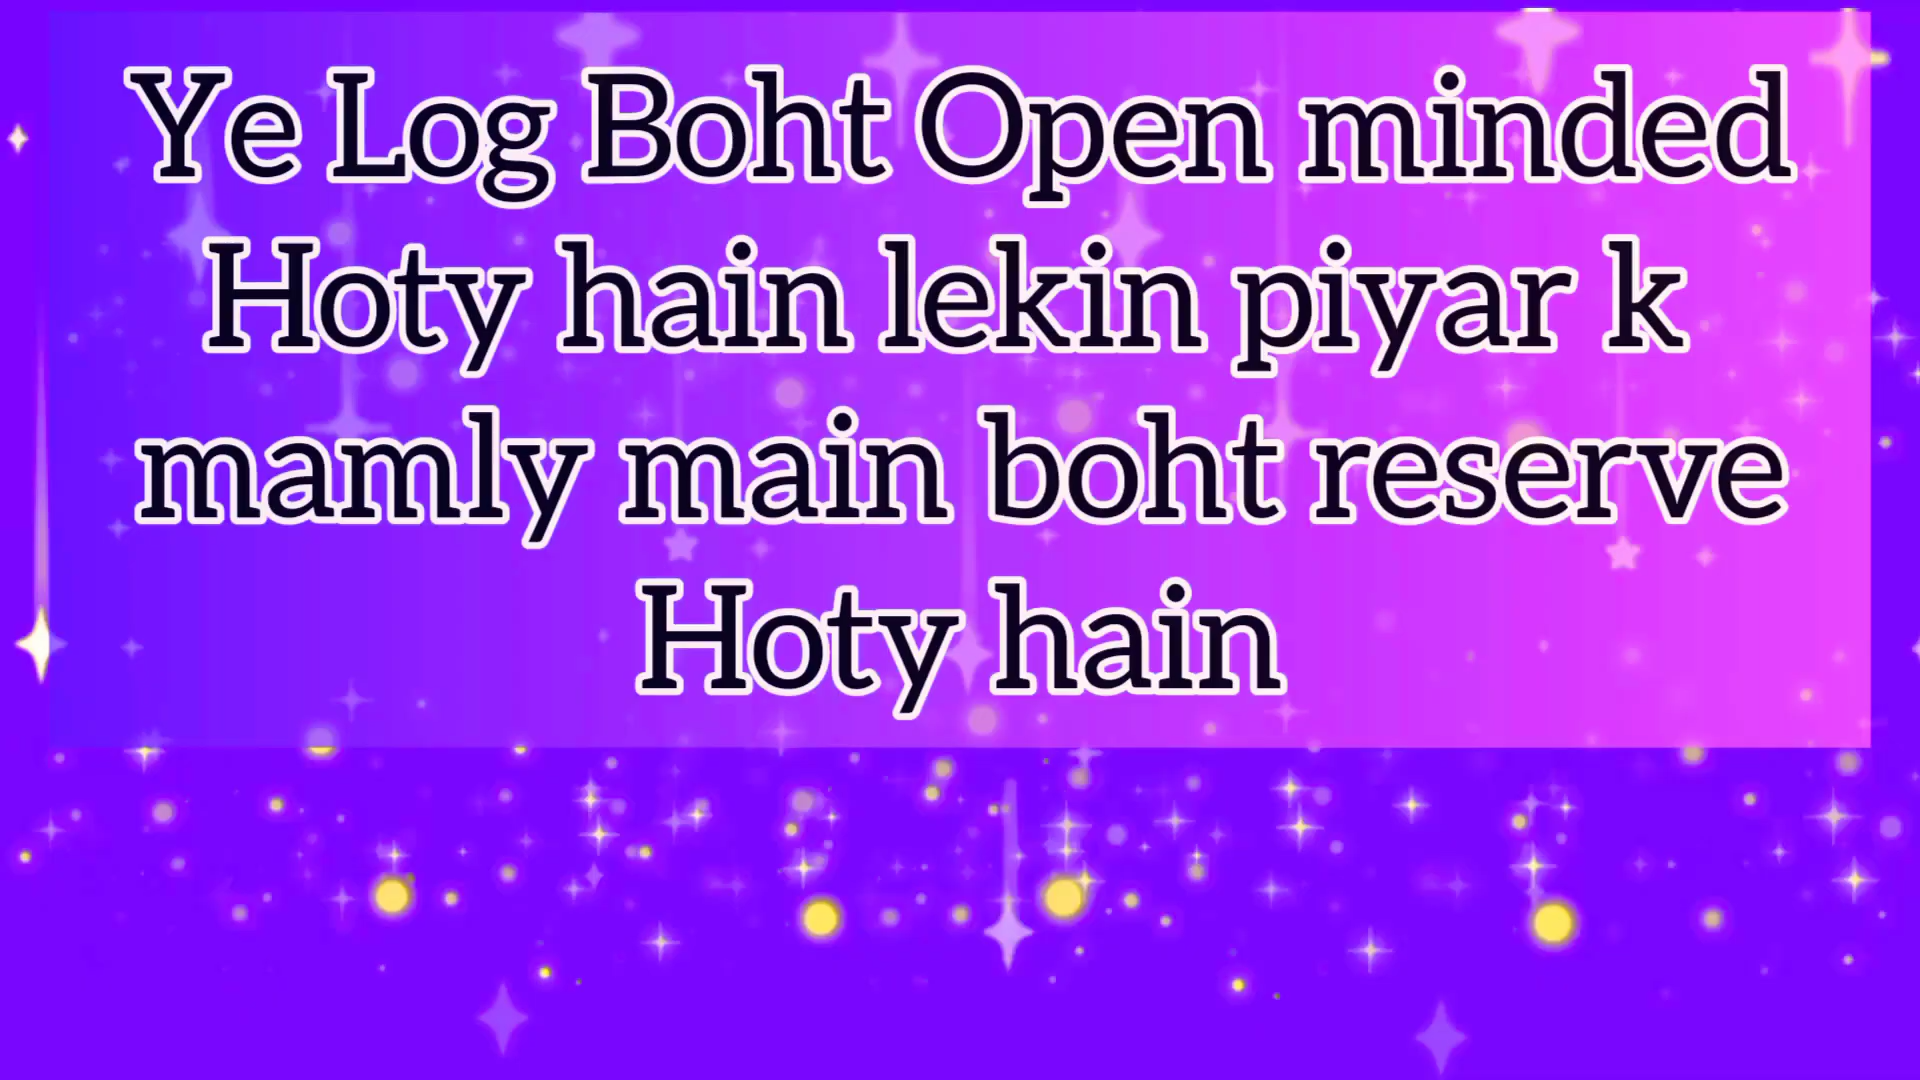 Ye Log Boht Open minded
Hoty hain lekin piyar k
mamly main boht reserve
Hoty hain